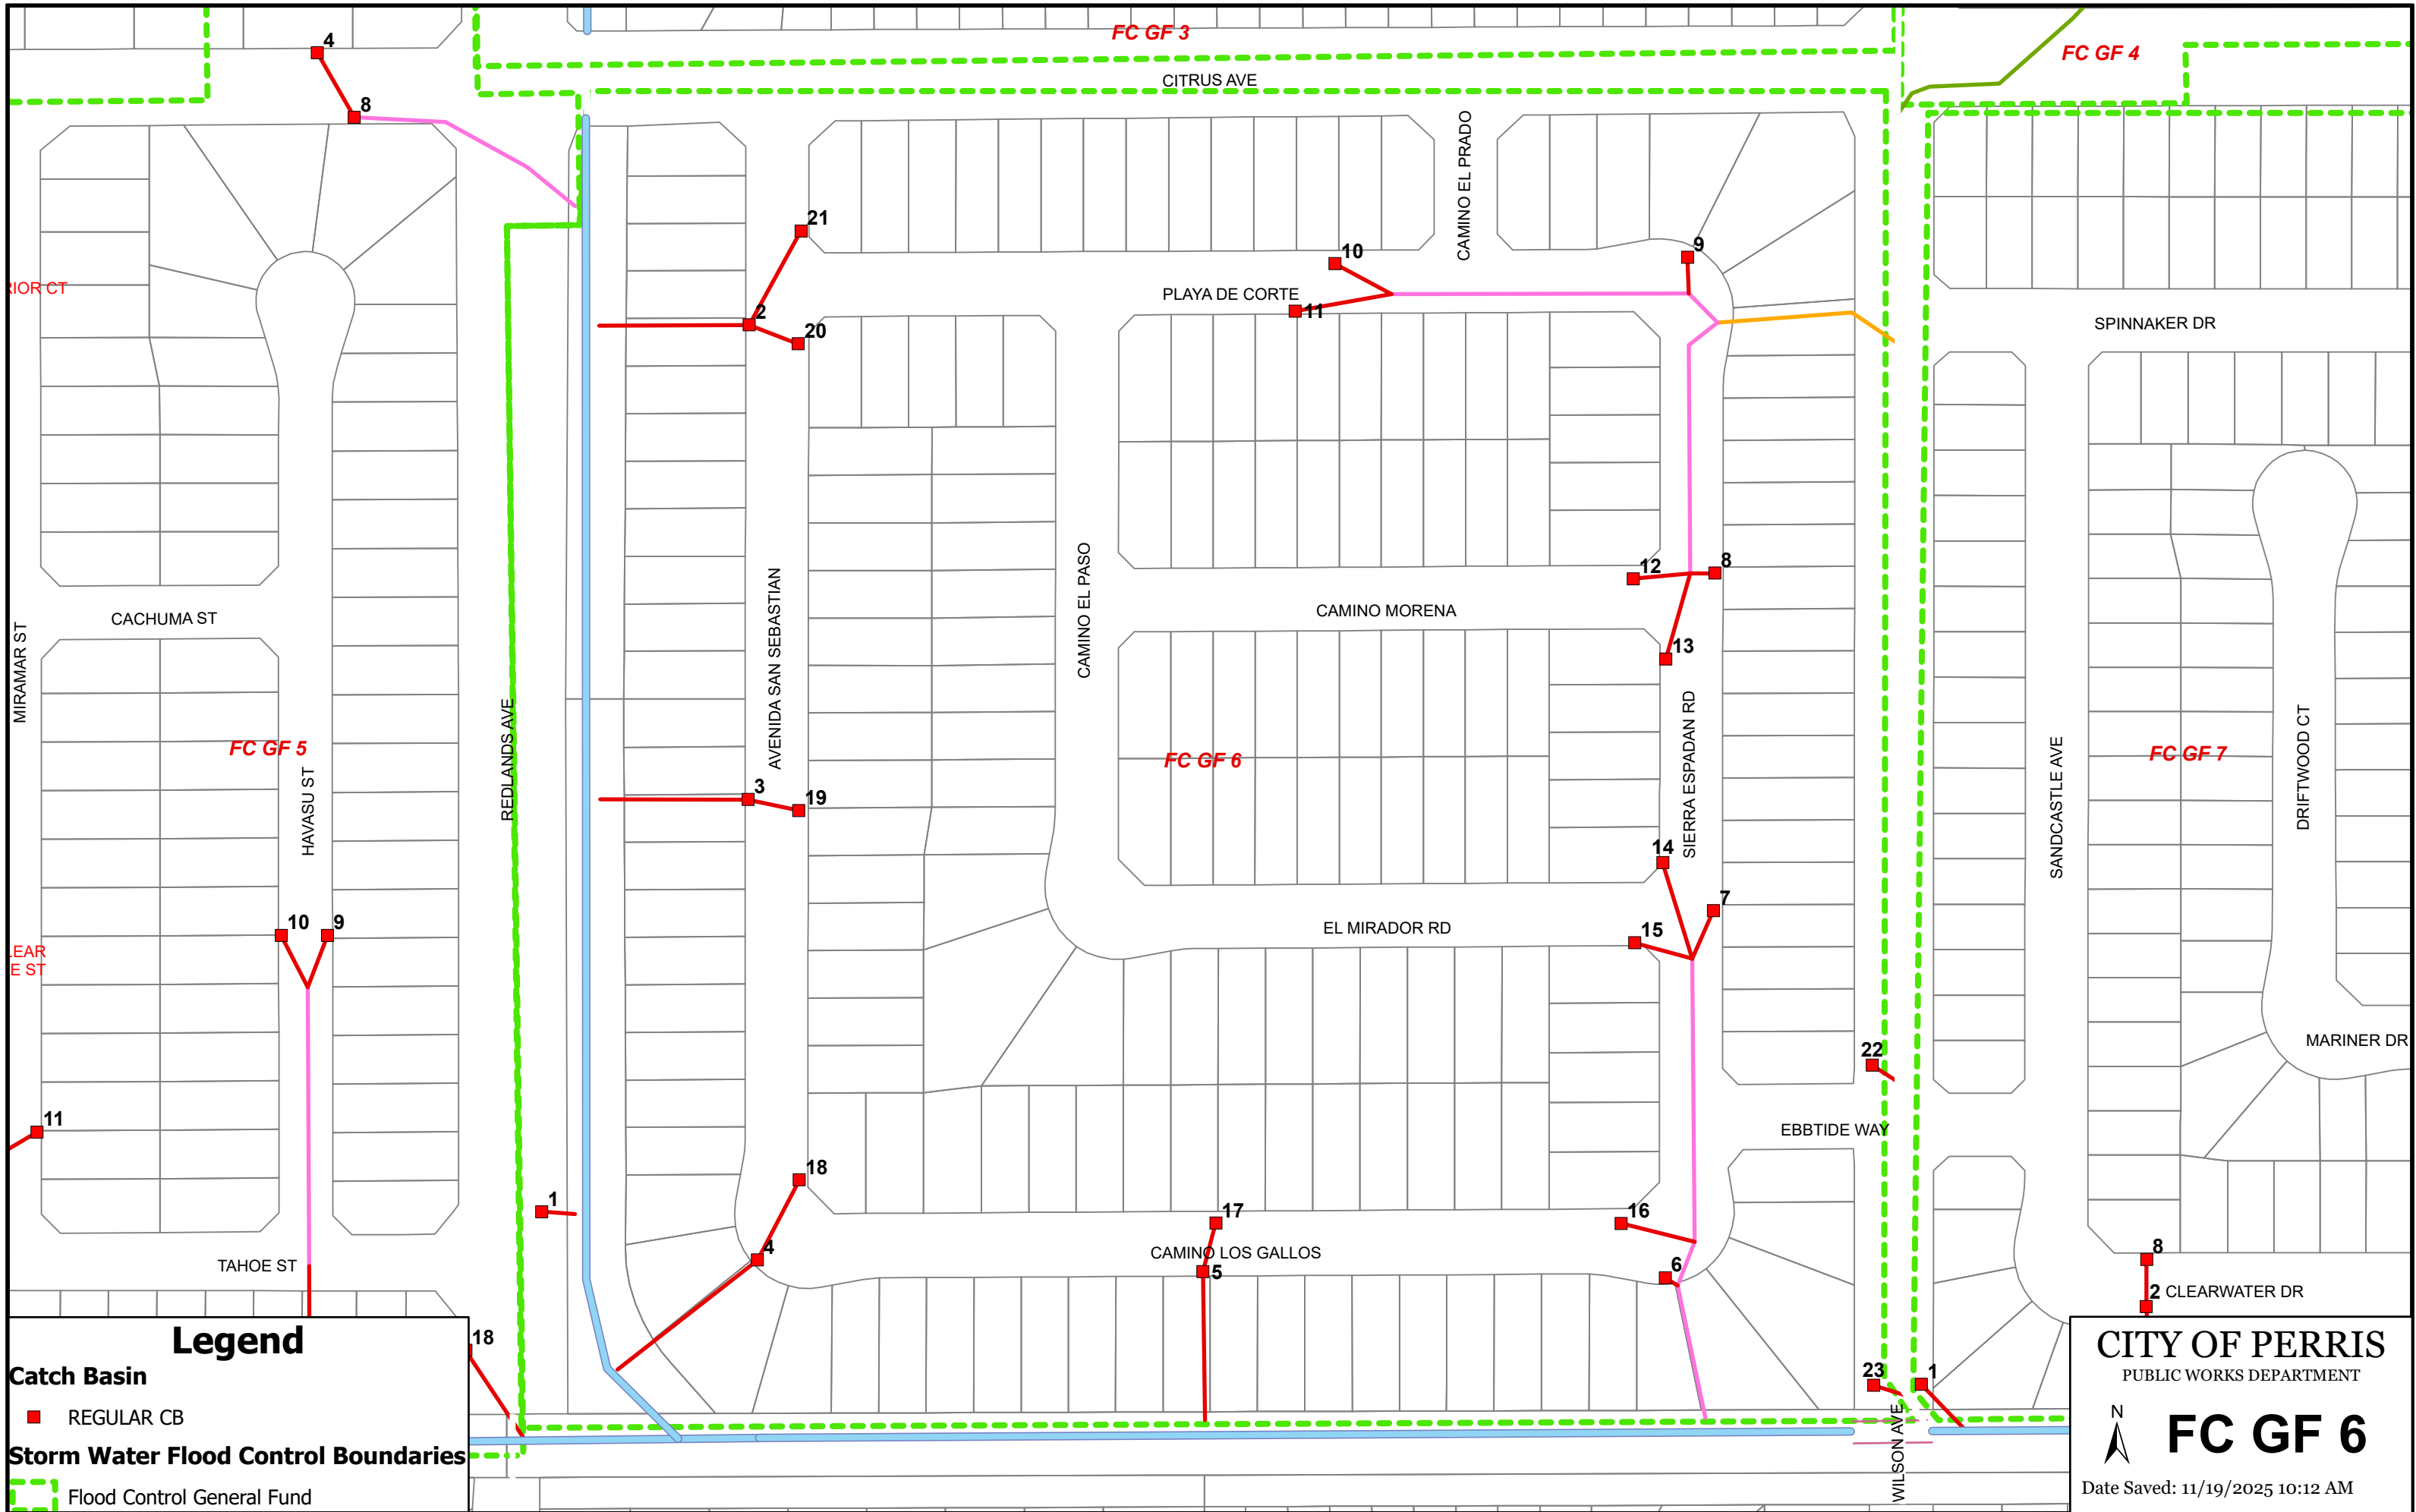 FC GF 3
4
FC GF 4
CITRUS AVE
8
CAMINO EL PRADO
21
9
10
RIOR CT
PLAYA DE CORTE
2
11
20
SPINNAKER DR
12
8
CAMINO MORENA
CACHUMA ST
MIRAMAR ST
AVENIDA SAN SEBASTIAN
CAMINO EL PASO
13
REDLANDS AVE
SIERRA ESPADAN RD
FC GF 5
FC GF 6
FC GF 7
HAVASU ST
SANDCASTLE AVE
DRIFTWOOD CT
3
19
14
7
10
9
EL MIRADOR RD
15
LEAR
E ST
MARINER DR
22
11
EBBTIDE WAY
18
1
17
16
4
CAMINO LOS GALLOS
8
TAHOE ST
5
6
2
CLEARWATER DR
18
23
1
WILSON AVE
Legend
Catch Basin
REGULAR CB
Storm Water Flood Control Boundaries
Flood Control General Fund
CITY OF PERRIS
PUBLIC WORKS DEPARTMENT
N
FC GF 6
Date Saved: 11/19/2025 10:12 AM